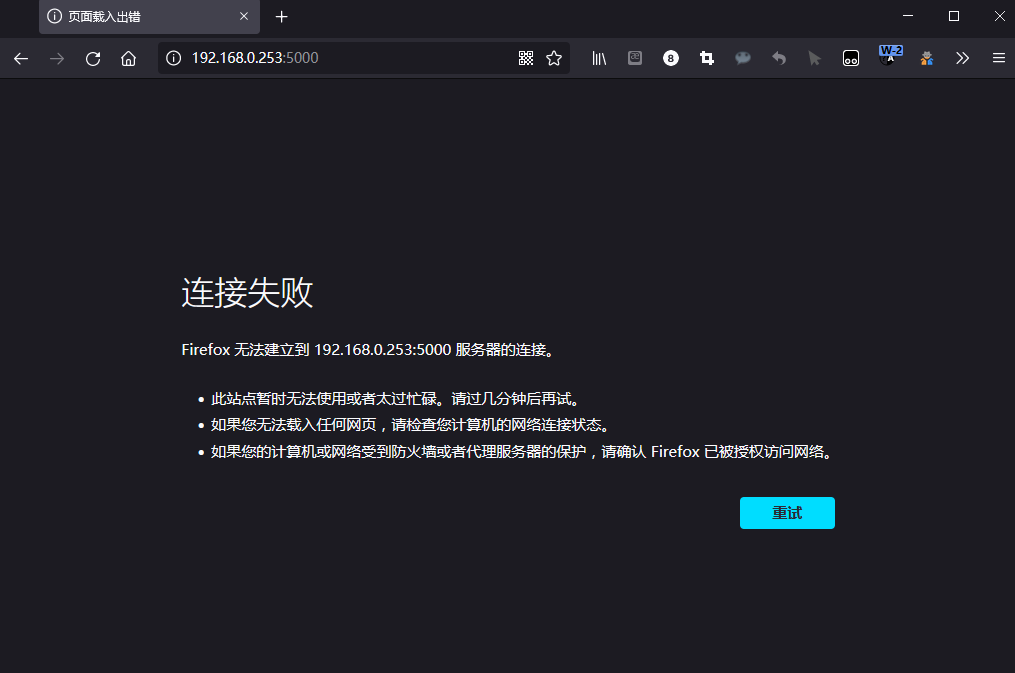 页面载入出错
192.168.0.253:5000
8
W-2
A
连接失败
Firefox 无法建立到 192.168.0.253:5000 服务器的连接。
此站点暂时无法使用或者太过忙碌。请过几分钟后再试。
如果您无法载入任何网页，请检查您计算机的网络连接状态。
如果您的计算机或网络受到防火墙或者代理服务器的保护，请确认 Firefox 已被授权访问网络。
重试